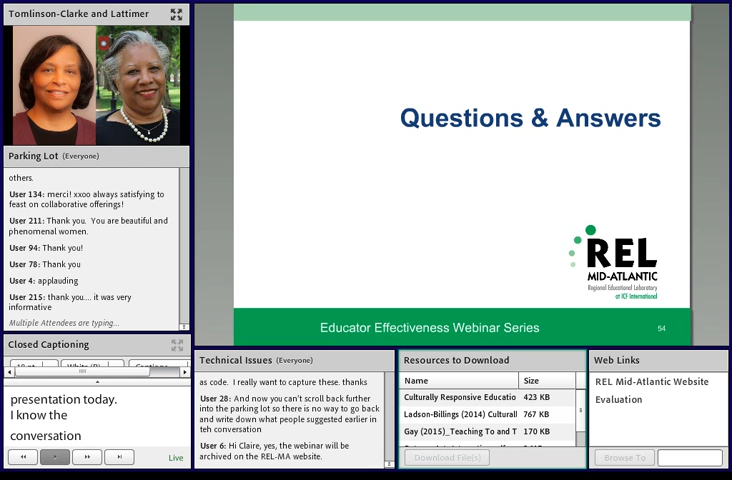 Tomlinson-Clarke and Lattimer
Parking Lot (Everyone)
others.
User 134: merci! xxoo always satisfying to
feast on collaborative offerings!
User 211: Thank you. You are beautiful and
phenomenal women.
User 94: Thank you!
User 78: Thank you
User 4: applauding
User 215: thank you.... it was very
informative
Multiple Attendees are typing...
Closed Captioning
presentation today.
I know the
conversation
Live
Questions & Answers
REL
MID-ATLANTIC
Regional Educational Laboratory
at ICF International
Educator Effectiveness Webinar Series
54
Technical Issues (Everyone)
as code. I really want to capture these. thanks
User 28: And now you can't scroll back further
into the parking lot so there is no way to go back
and write down what people suggested earlier in
teh conversation
User 6: Hi Claire, yes, the webinar will be
archived on the REL-MA website.
Resources to Download
Name Size
Culturally Responsive Educatio 423 KB
Ladson-Billings (2014) Culturall 767 KB
Gay (2015)_Teaching To and T 170 KB
Download File(s)
Web Links
REL Mid-Atlantic Website
Evaluation
Browse To